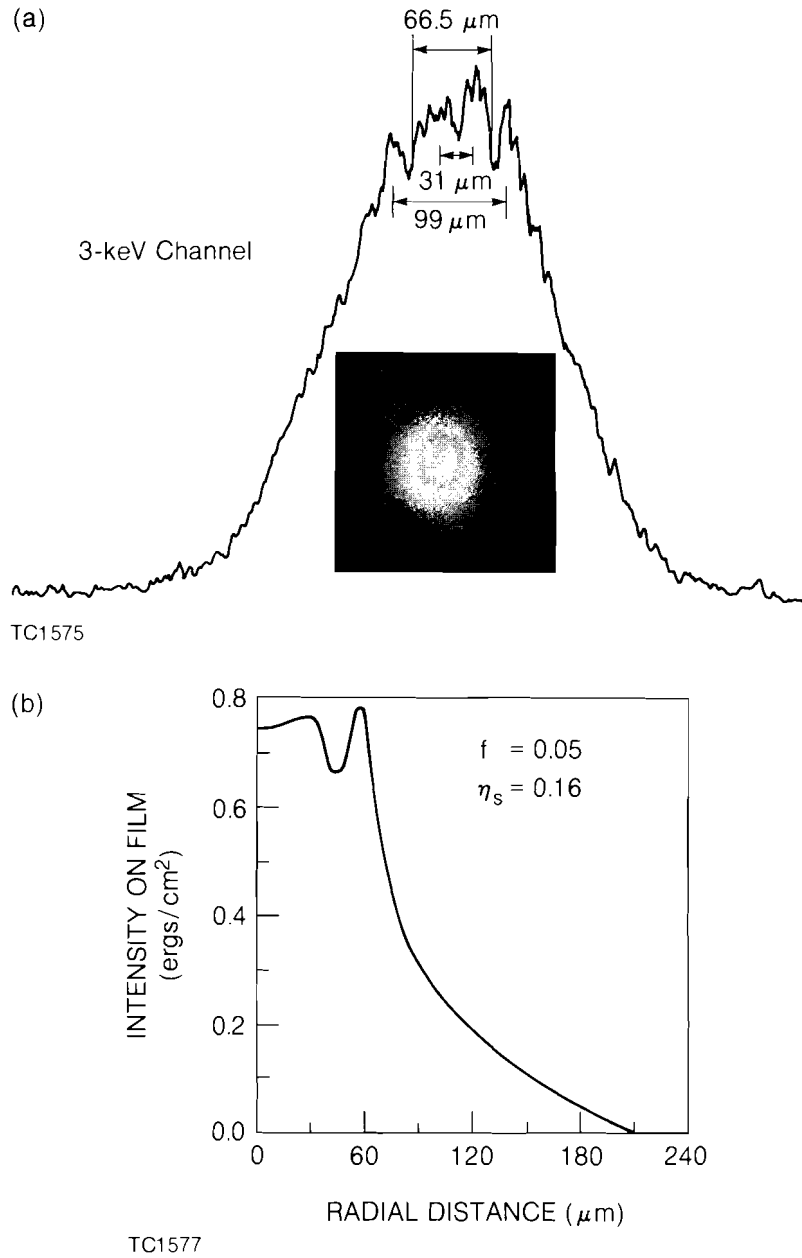 (a)
66.5 μm
31 μm
99 μm
3-keV Channel
TC1575
(b)
0.8
0.6
0.4
0.2
0.0
INTENSITY ON FILM
(ergs/cm²)
f = 0.05
ηs = 0.16
0
60
120
180
240
RADIAL DISTANCE (μm)
TC1577